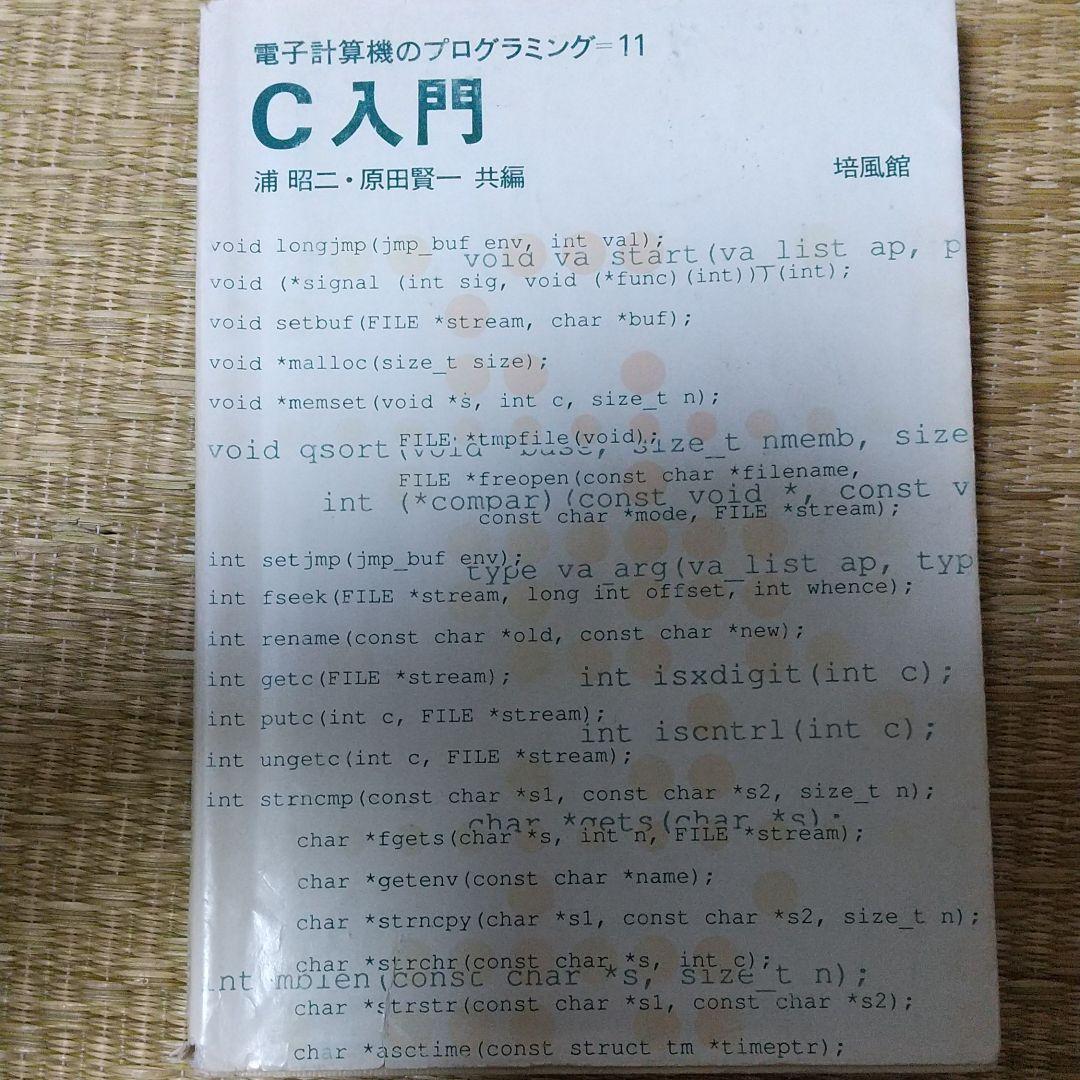 電子計算機のプログラミング=11
C入門
浦 昭二・原田賢一 共編
培風館
void longjmp(jmp_buf env, int val);
void va_start(va_list ap, p
void (*signal (int sig, void (*func)(int)))(int);
void setbuf(FILE *stream, char *buf);
void *malloc(size_t size);
void *memset(void *s, int c, size_t n);
FILE *tmpfile(void);
void qsort(void *base, size_t nmemb, size
FILE *freopen(const char *filename,
int (*compar)(const void *, const v
const char *mode, FILE *stream);
int setjmp(jmp_buf env);
type va_arg(va_list ap, typ
int fseek(FILE *stream, long int offset, int whence);
int rename(const char *old, const char *new);
int getc(FILE *stream);
int isxdigit(int c);
int putc(int c, FILE *stream);
int iscntrl(int c);
int ungetc(int c, FILE *stream);
int strncmp(const char *s1, const char *s2, size_t n);
char *gets(char *s);
char *fgets(char *s, int n, FILE *stream);
char *getenv(const char *name);
char *strncpy(char *s1, const char *s2, size_t n);
char *strchr(const char *s, int c);
int mblen(const char *s, size_t n);
char *strstr(const char *s1, const char *s2);
char *asctime(const struct tm *timeptr);